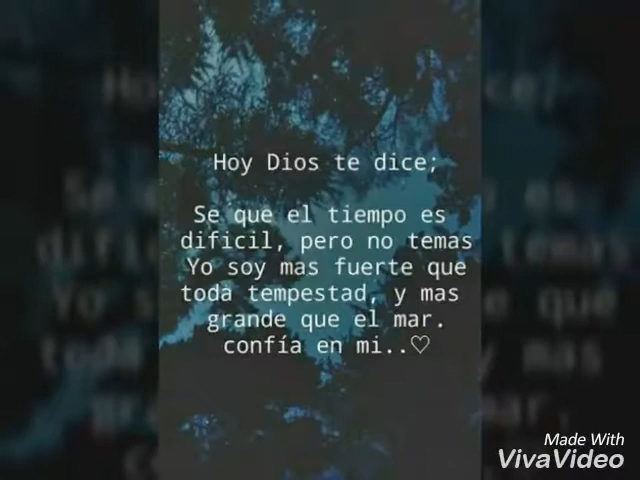 Hoy Dios te dice;
Se que el tiempo es
dificil, pero no temas
Yo soy mas fuerte que
toda tempestad, y mas
grande que el mar.
confía en mi..♡
Made With
VivaVideo